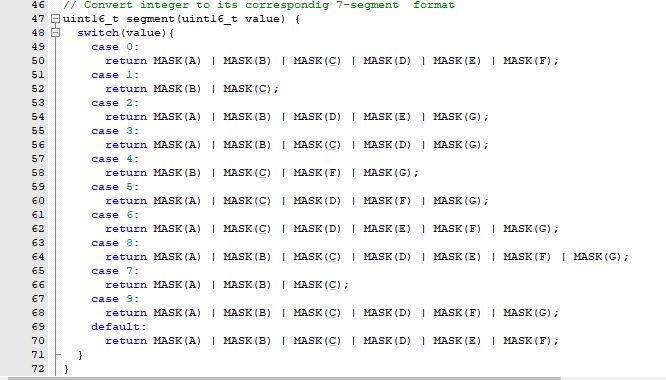 46 // Convert integer to its correspondig 7-segment  format
47 uint16_t segment(uint16_t value) {
48   switch(value){
49     case 0:
50       return MASK(A) | MASK(B) | MASK(C) | MASK(D) | MASK(E) | MASK(F);
51     case 1:
52       return MASK(B) | MASK(C);
53     case 2:
54       return MASK(A) | MASK(B) | MASK(D) | MASK(E) | MASK(G);
55     case 3:
56       return MASK(A) | MASK(B) | MASK(C) | MASK(D) | MASK(G);
57     case 4:
58       return MASK(B) | MASK(C) | MASK(F) | MASK(G);
59     case 5:
60       return MASK(A) | MASK(C) | MASK(D) | MASK(F) | MASK(G);
61     case 6:
62       return MASK(A) | MASK(C) | MASK(D) | MASK(E) | MASK(F) | MASK(G);
63     case 8:
64       return MASK(A) | MASK(B) | MASK(C) | MASK(D) | MASK(E) | MASK(F) | MASK(G);
65     case 7:
66       return MASK(A) | MASK(B) | MASK(C);
67     case 9:
68       return MASK(A) | MASK(B) | MASK(C) | MASK(D) | MASK(F) | MASK(G);
69     default:
70       return MASK(A) | MASK(B) | MASK(C) | MASK(D) | MASK(E) | MASK(F);
71   }
72 }